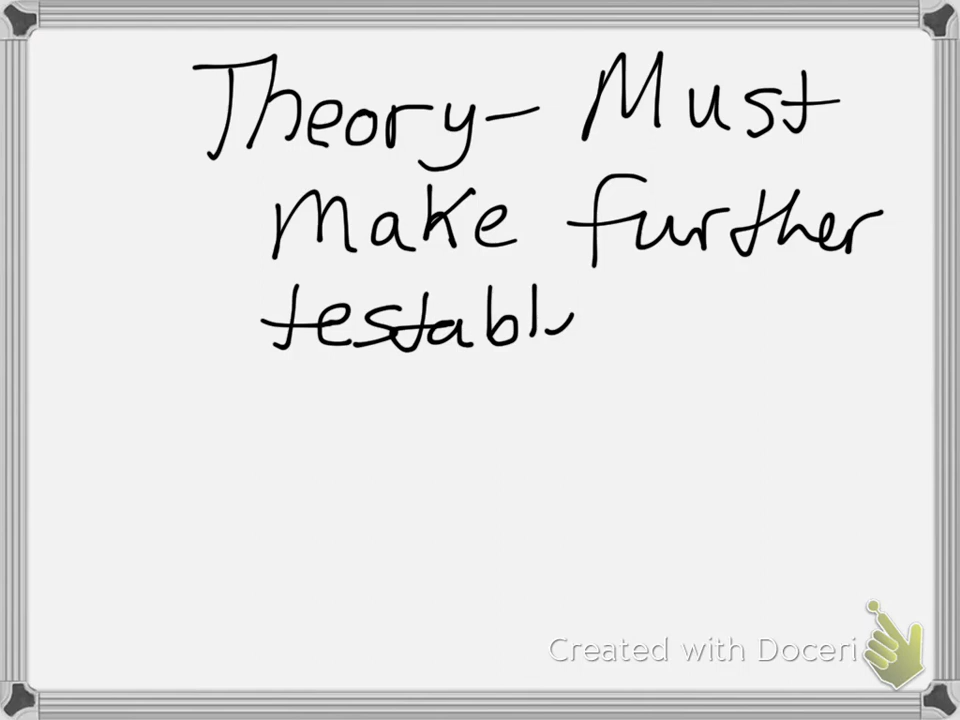 Theory- Must
make further
testabl
Created with Doceri